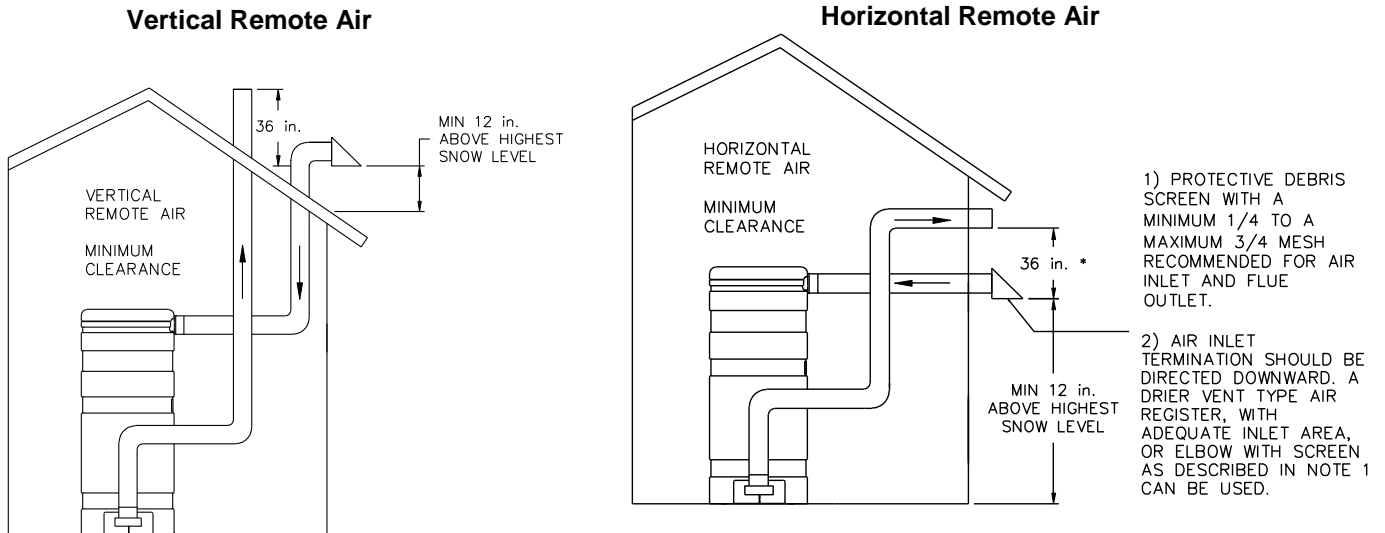 Vertical Remote Air
36 in.
MIN 12 in.
ABOVE HIGHEST
SNOW LEVEL
VERTICAL
REMOTE AIR
MINIMUM
CLEARANCE
Horizontal Remote Air
HORIZONTAL
REMOTE AIR
MINIMUM
CLEARANCE
36 in. *
MIN 12 in.
ABOVE HIGHEST
SNOW LEVEL
1) PROTECTIVE DEBRIS
SCREEN WITH A
MINIMUM 1/4 TO A
MAXIMUM 3/4 MESH
RECOMMENDED FOR AIR
INLET AND FLUE
OUTLET.
2) AIR INLET
TERMINATION SHOULD BE
DIRECTED DOWNWARD. A
DRIER VENT TYPE AIR
REGISTER, WITH
ADEQUATE INLET AREA,
OR ELBOW WITH SCREEN
AS DESCRIBED IN NOTE 1
CAN BE USED.